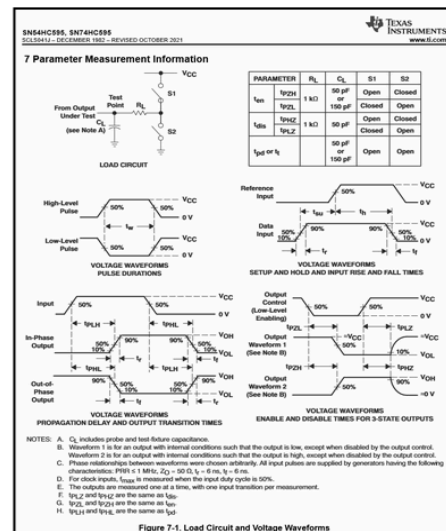 TEXAS
INSTRUMENTS
SN54HC595, SN74HC595
SCLS041J – DECEMBER 1982 – REVISED OCTOBER 2021
www.ti.com
7 Parameter Measurement Information
VCC
S1
Test
Point
RL
From Output
Under Test
CL
(see Note A)
S2
LOAD CIRCUIT
PARAMETER RL CL S1 S2
ten tPZH 1 kΩ 50 pF or 150 pF Open Closed
tPZL Closed Open
tdis tPHZ 1 kΩ 50 pF Open Closed
tPLZ Closed Open
tpd or tt 50 pF or 150 pF Open Open
High-Level
Pulse
50% 50%
VCC
0 V
tw
Low-Level
Pulse
50% 50%
VCC
0 V
VOLTAGE WAVEFORMS
PULSE DURATIONS
Reference
Input
50%
VCC
0 V
tsu th
Data
Input
50%
10%
90% 90%
VCC
50%
10%
0 V
tr tf
VOLTAGE WAVEFORMS
SETUP AND HOLD AND INPUT RISE AND FALL TIMES
Input
50% 50%
VCC
0 V
tPLH tPHL
In-Phase
Output
50%
10%
90% 90%
VOH
50%
10%
VOL
tr tf
tPHL tPLH
Out-of-
Phase
Output
90%
50%
10%
50%
10%
90%
VOH
VOL
tf tr
VOLTAGE WAVEFORMS
PROPAGATION DELAY AND OUTPUT TRANSITION TIMES
Output
Control
(Low-Level
Enabling)
50% 50%
VCC
0 V
tPZL tPLZ
Output
Waveform 1
(See Note B)
≈VCC
50%
≈VCC
10%
VOL
tPZH tPHZ
Output
Waveform 2
(See Note B)
50%
90%
VOH
≈0 V
VOLTAGE WAVEFORMS
ENABLE AND DISABLE TIMES FOR 3-STATE OUTPUTS
NOTES: A. CL includes probe and test-fixture capacitance.
B. Waveform 1 is for an output with internal conditions such that the output is low, except when disabled by the output control.
Waveform 2 is for an output with internal conditions such that the output is high, except when disabled by the output control.
C. Phase relationships between waveforms were chosen arbitrarily. All input pulses are supplied by generators having the following
characteristics: PRR ≤ 1 MHz, ZO = 50 Ω, tr = 6 ns, tf = 6 ns.
D. For clock inputs, fmax is measured when the input duty cycle is 50%.
E. The outputs are measured one at a time, with one input transition per measurement.
F. tPLZ and tPHZ are the same as tdis.
G. tPZL and tPZH are the same as ten.
H. tPLH and tPHL are the same as tpd.
Figure 7-1. Load Circuit and Voltage Waveforms